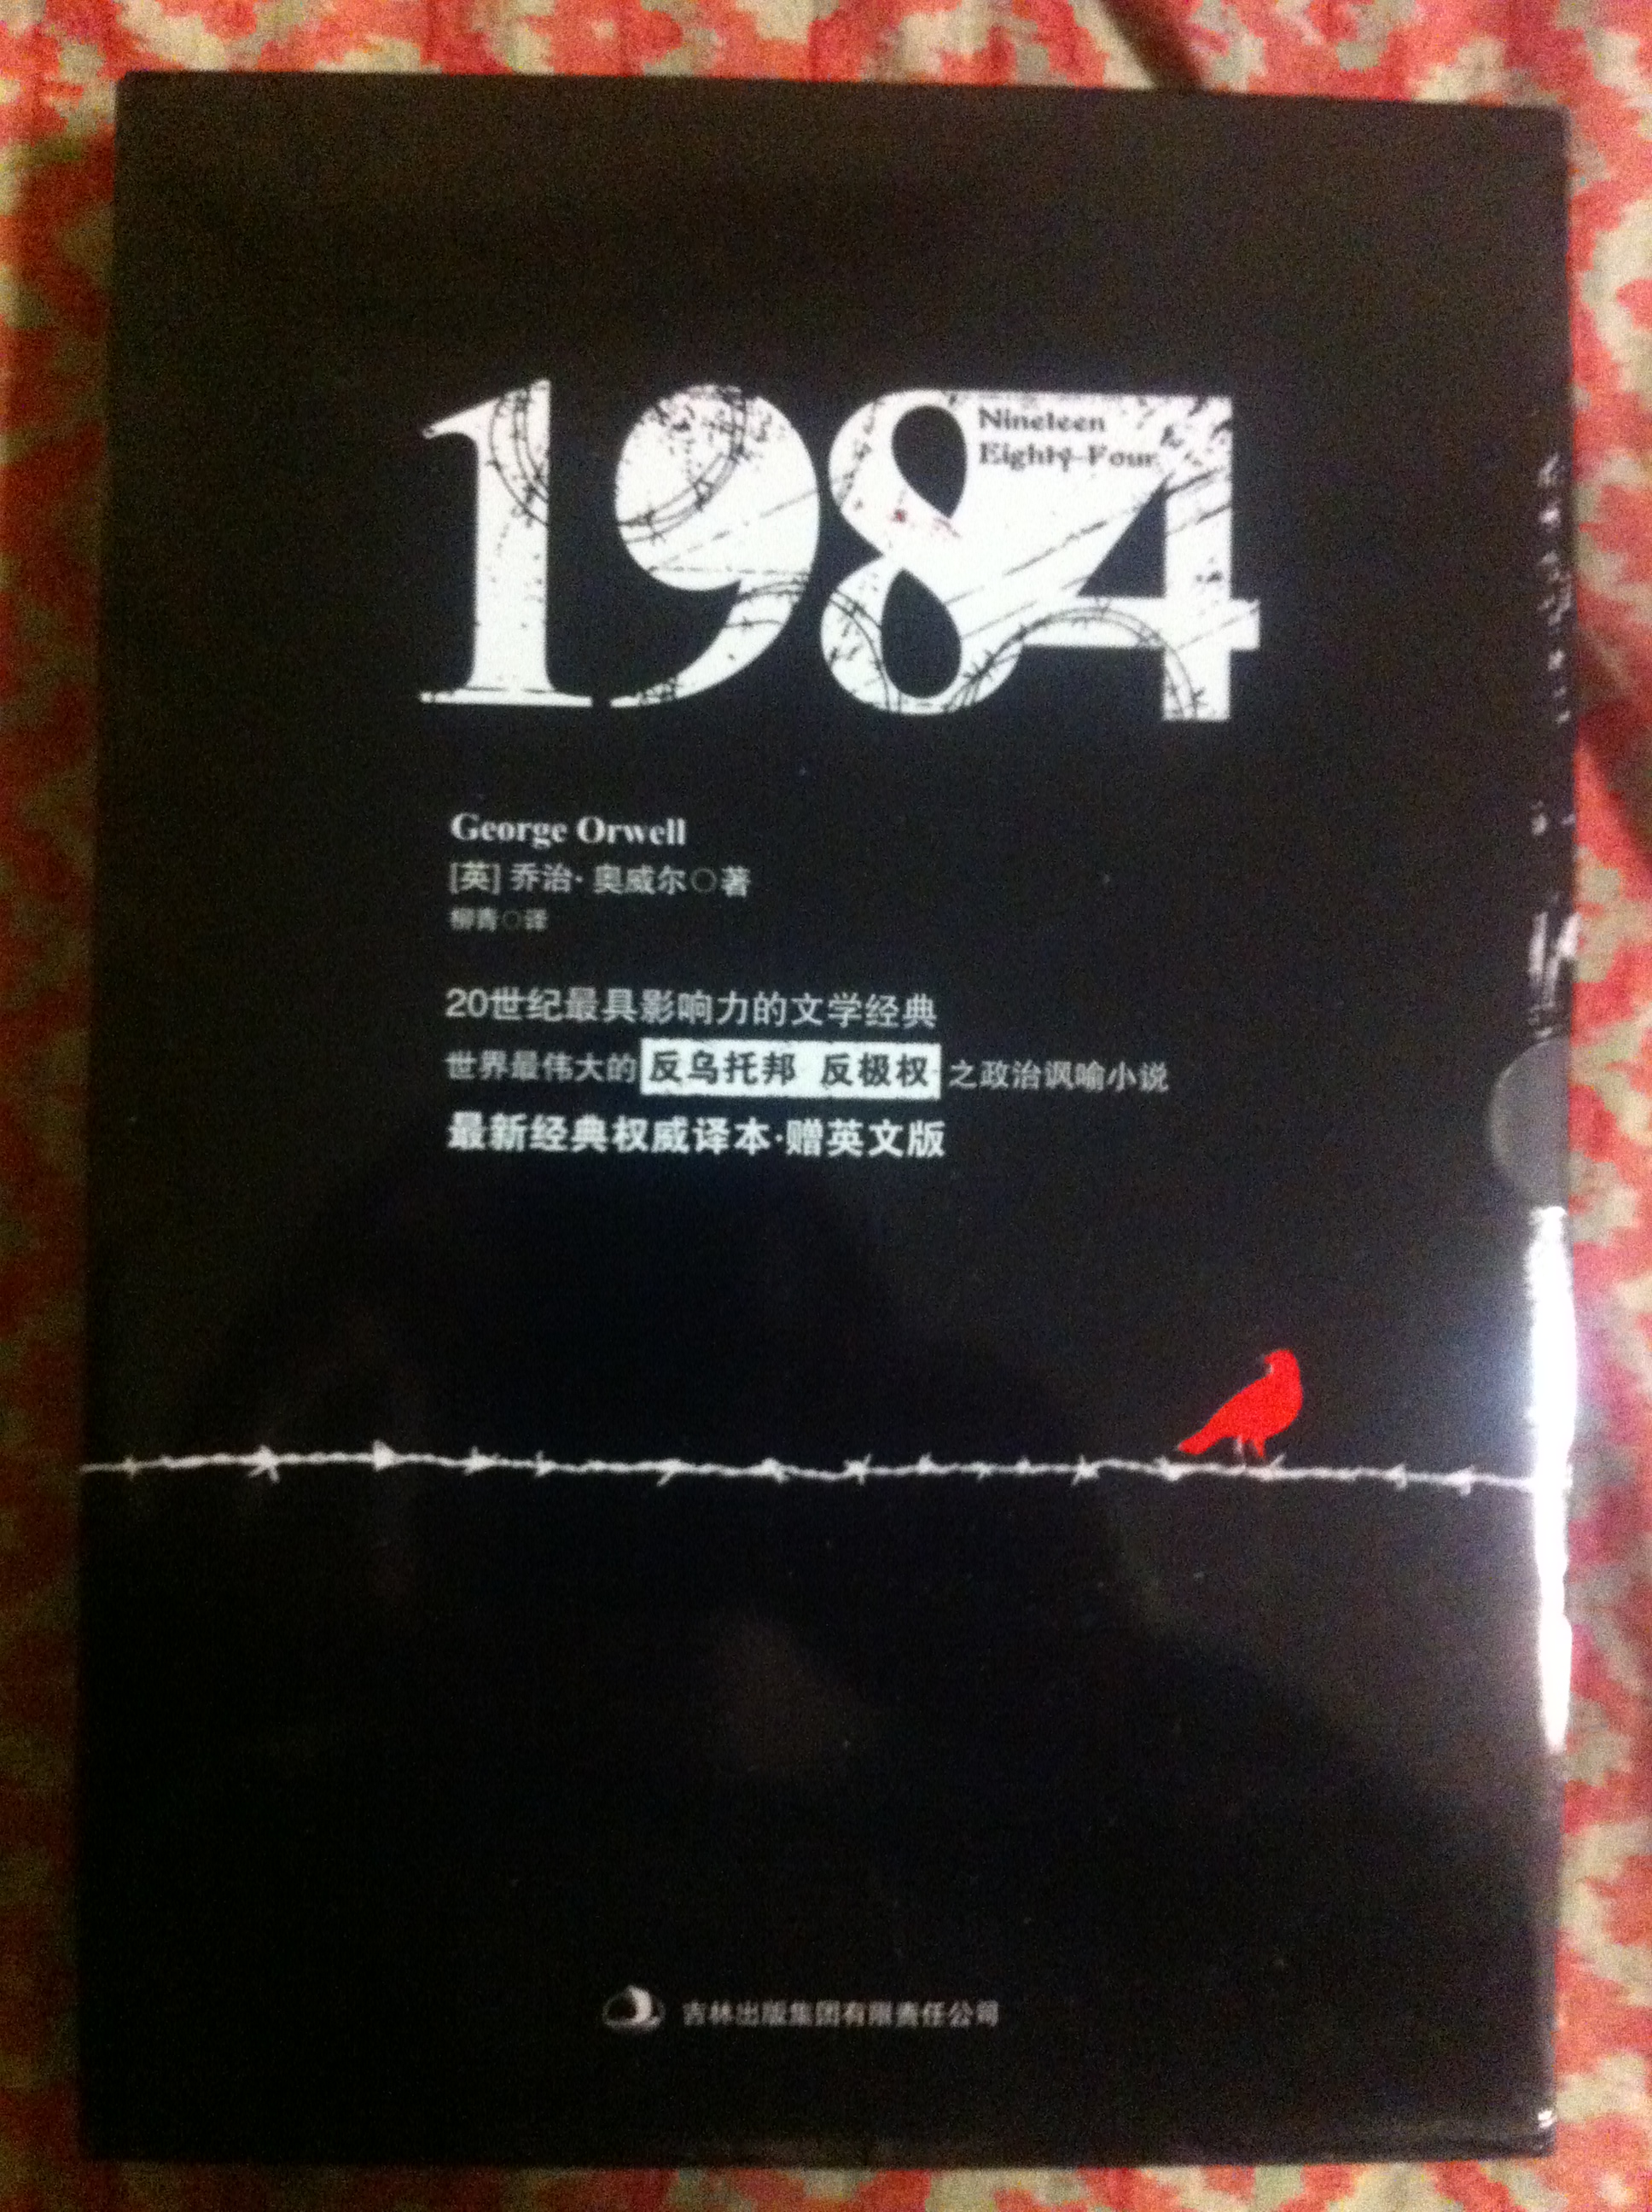 1984
Nineteen
Eighty-Four
George Orwell
[英] 乔治·奥威尔○著
柳青○译
20世纪最具影响力的文学经典
世界最伟大的 反乌托邦 反极权 之政治讽喻小说
最新经典权威译本·赠英文版
吉林出版集团有限责任公司